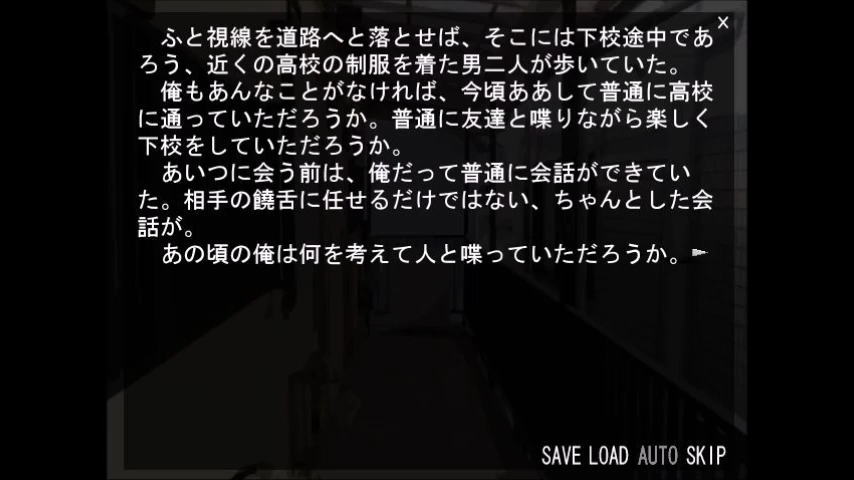 ×
ふと視線を道路へと落とせば、そこには下校途中であ
ろう、近くの高校の制服を着た男二人が歩いていた。
俺もあんなことがなければ、今頃ああして普通に高校
に通っていただろうか。普通に友達と喋りながら楽しく
下校をしていただろうか。
あいつに会う前は、俺だって普通に会話ができてい
た。相手の饒舌に任せるだけではない、ちゃんとした会
話が。
あの頃の俺は何を考えて人と喋っていただろうか。
SAVE LOAD AUTO SKIP